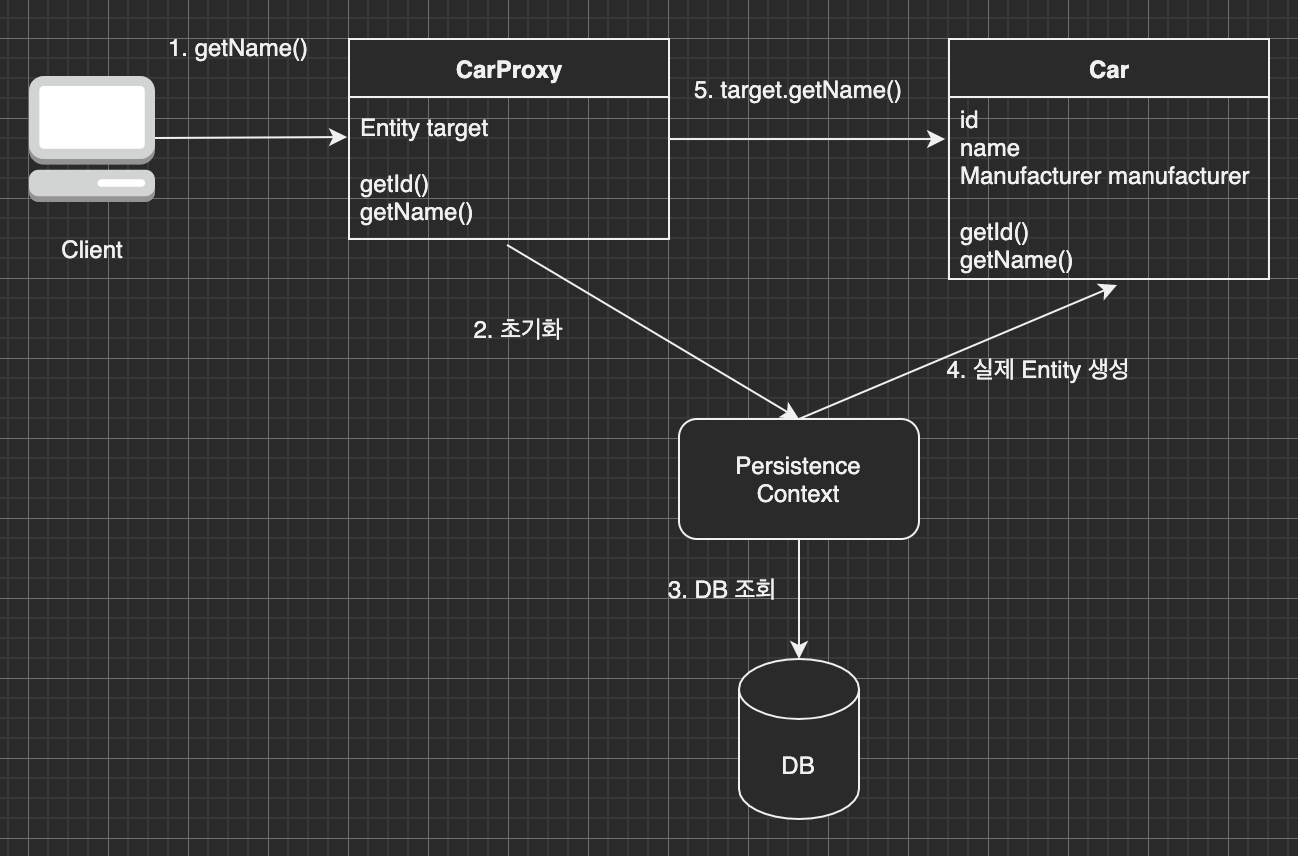 1. getName()
CarProxy
Entity target
getId()
getName()
5. target.getName()
Car
id
name
Manufacturer manufacturer
getId()
getName()
Client
2. 초기화
4. 실제 Entity 생성
Persistence
Context
3. DB 조회
DB